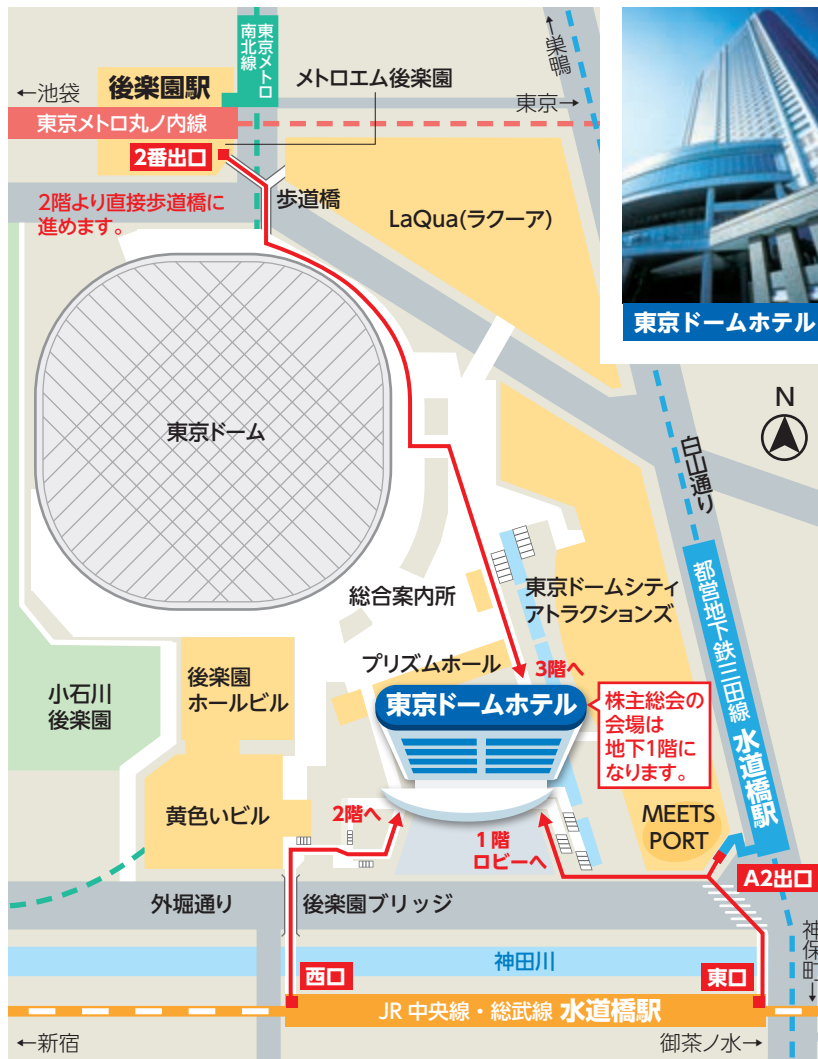 東京メトロ
南北線
←巣鴨
←池袋
後楽園駅
メトロエム後楽園
東京→
東京メトロ丸ノ内線
2番出口
2階より直接歩道橋に
進めます。
歩道橋
LaQua(ラクーア)
東京ドームホテル
N
東京ドーム
白山通り
総合案内所
東京ドームシティ
アトラクションズ
都営地下鉄三田線 水道橋駅
プリズムホール
3階へ
小石川
後楽園
後楽園
ホールビル
東京ドームホテル
株主総会の
会場は
地下1階に
なります。
黄色いビル
2階へ
1階
ロビーへ
MEETS
PORT
A2出口
外堀通り
後楽園ブリッジ
神保町→
神田川
西口
東口
JR 中央線・総武線 水道橋駅
←新宿
御茶ノ水→